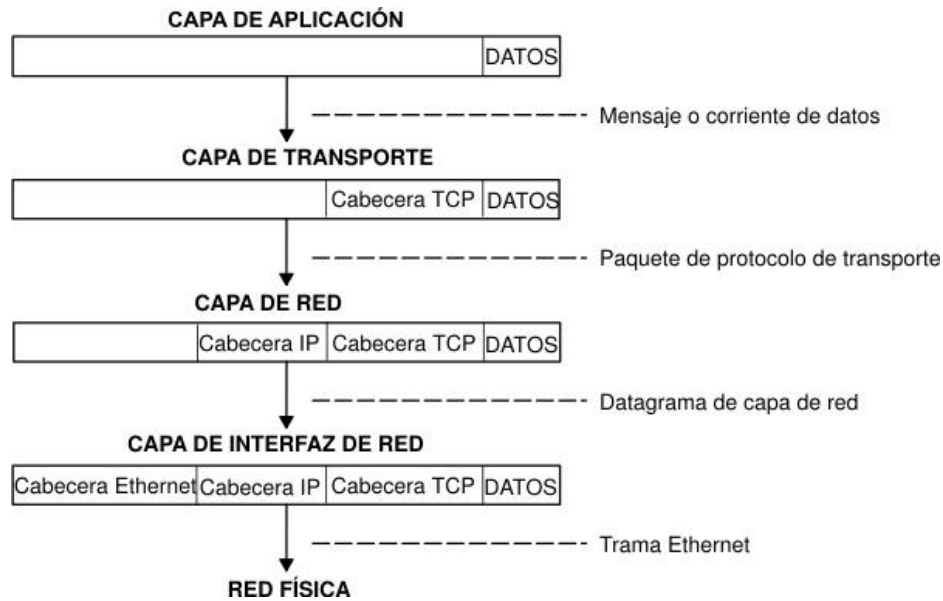 CAPA DE APLICACIÓN
DATOS
Mensaje o corriente de datos
CAPA DE TRANSPORTE
Cabecera TCP DATOS
Paquete de protocolo de transporte
CAPA DE RED
Cabecera IP Cabecera TCP DATOS
Datagrama de capa de red
CAPA DE INTERFAZ DE RED
Cabecera Ethernet Cabecera IP Cabecera TCP DATOS
Trama Ethernet
RED FÍSICA